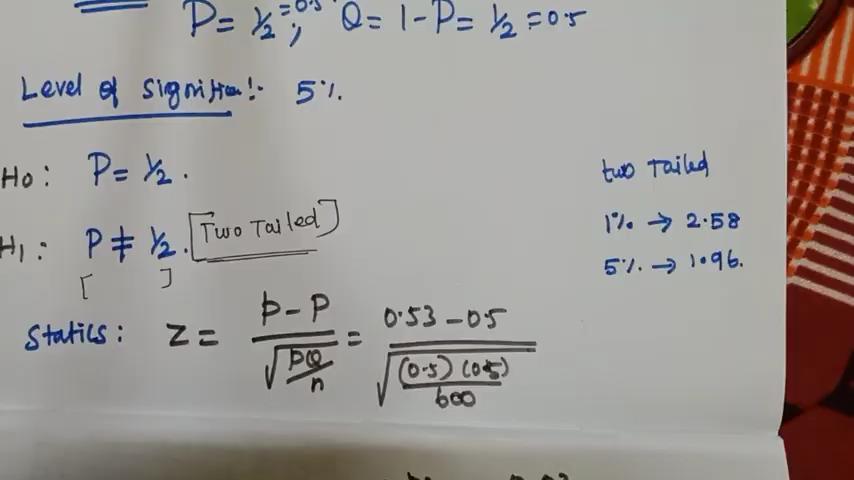 P = 1/2 = 0.5 ; Q = 1 - P = 1/2 = 0.5
Level of :- 5%.
H0 : P = 1/2 .
H1 : P ≠ 1/2 . [Two Tailed]
[ ]
two Tailed
1% → 2.58
5% → 1.96.
Statics : Z = p - P / √(PQ/n) = 0.53 - 0.5 / √((0.5) (0.5)/600)